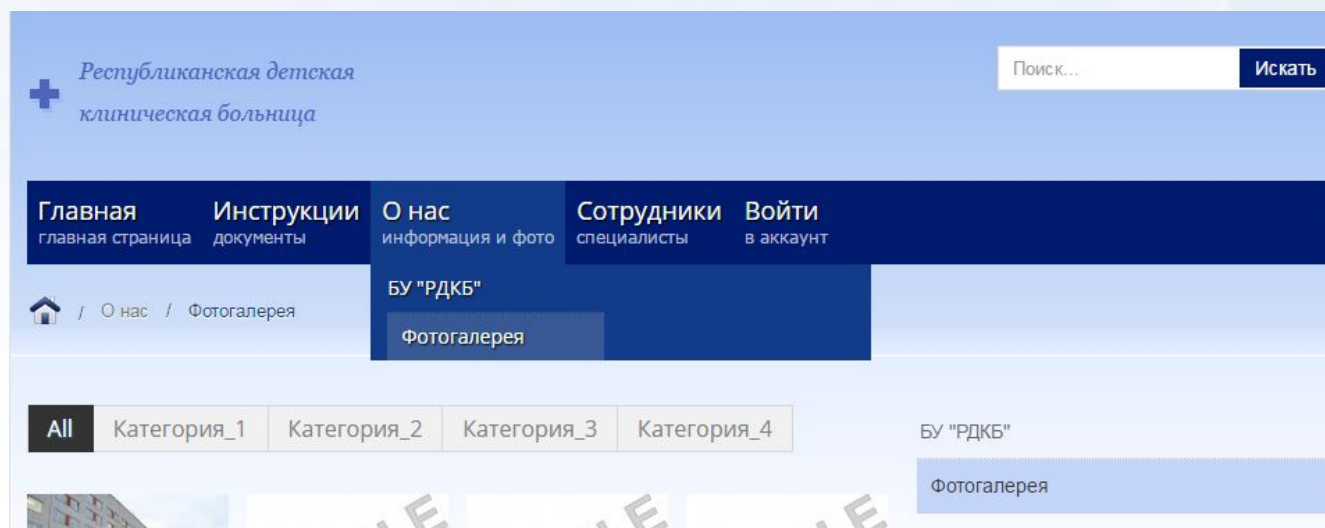 Республиканская детская
клиническая больница
Поиск...
Искать
Главная
главная страница
Инструкции
документы
О нас
информация и фото
Сотрудники
специалисты
Войти
в аккаунт
БУ "РДКБ"
Фотогалерея
/ О нас / Фотогалерея
All
Категория_1
Категория_2
Категория_3
Категория_4
БУ "РДКБ"
Фотогалерея